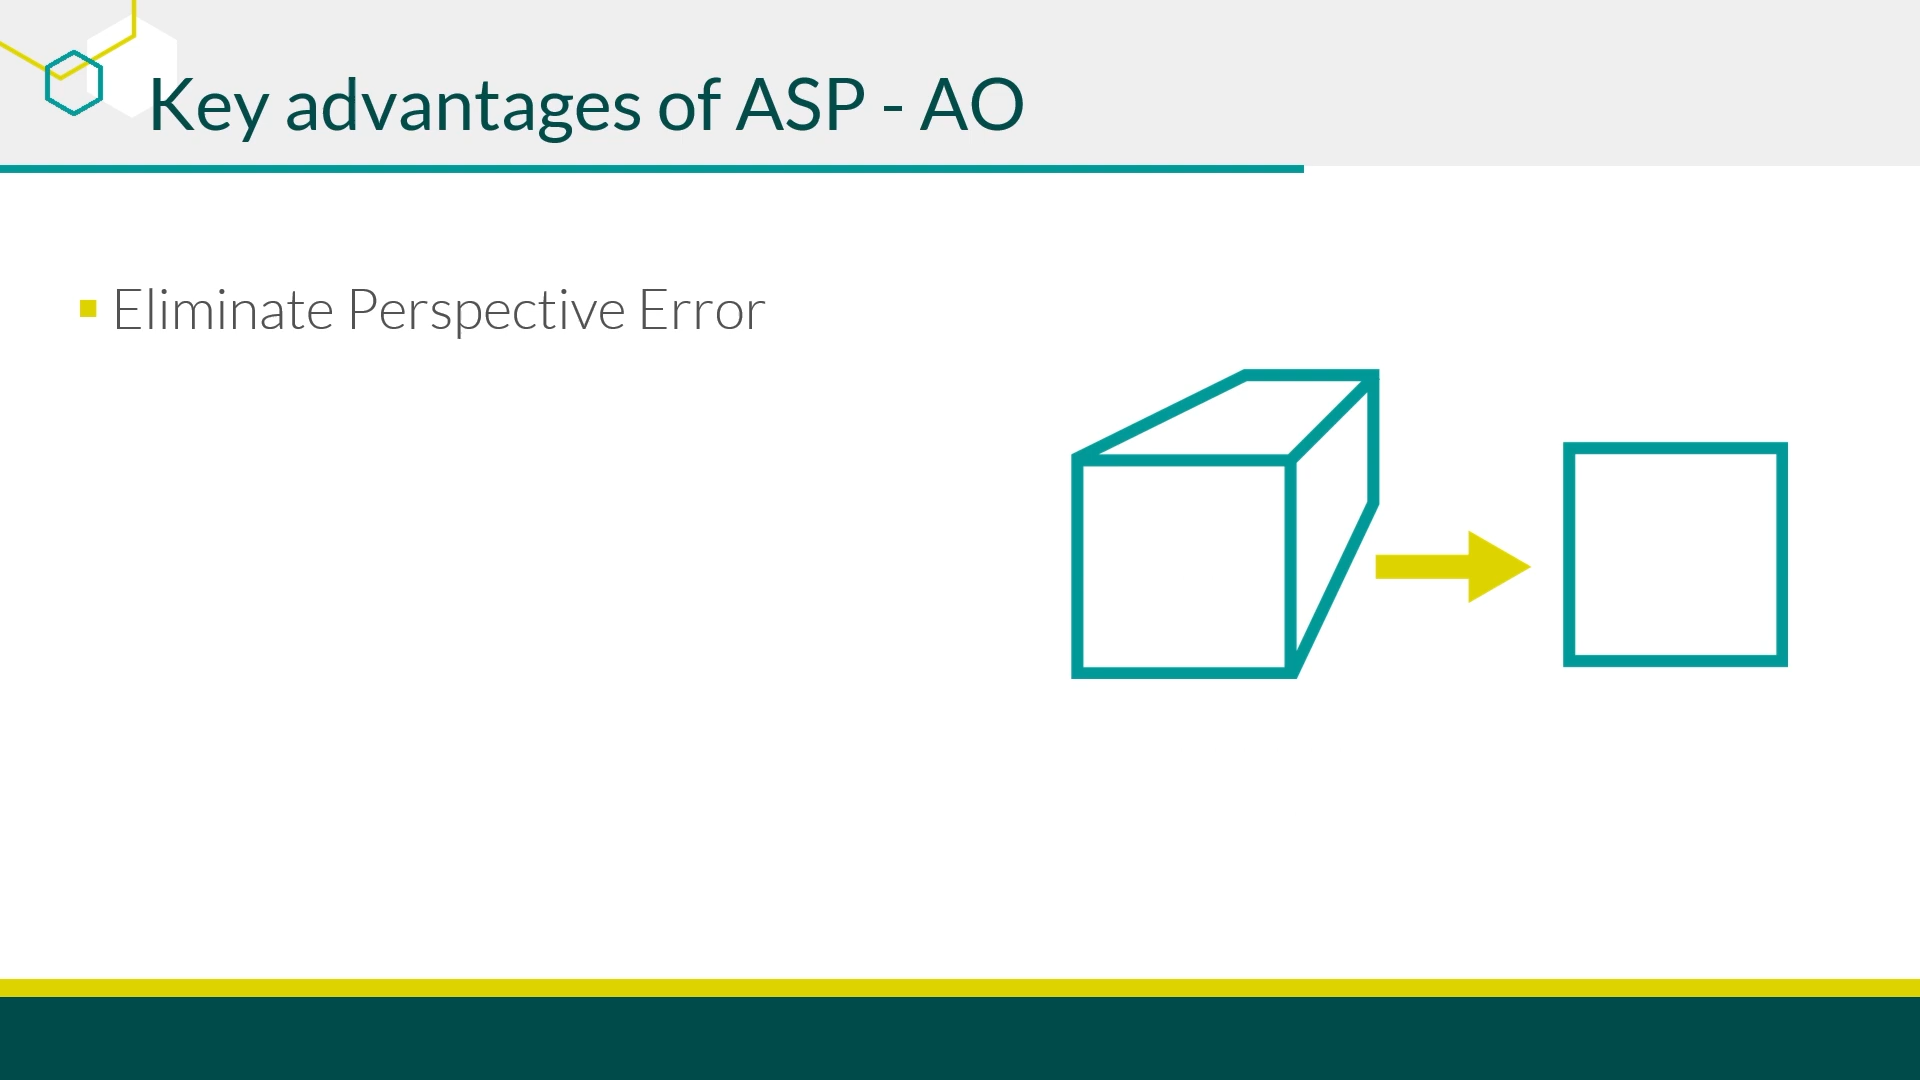 Key advantages of ASP - AO
Eliminate Perspective Error